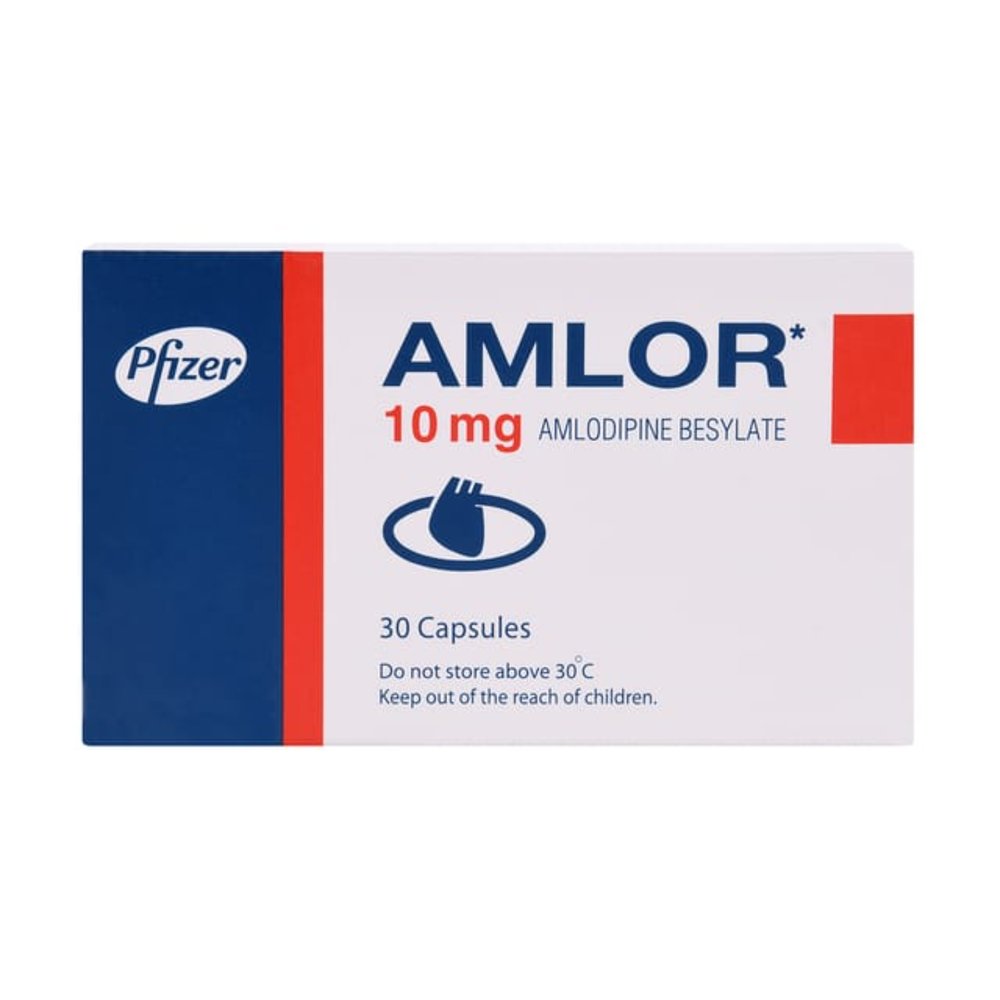 Pfizer
AMLOR*
10 mg AMLODIPINE BESYLATE
30 Capsules
Do not store above 30°C
Keep out of the reach of children.